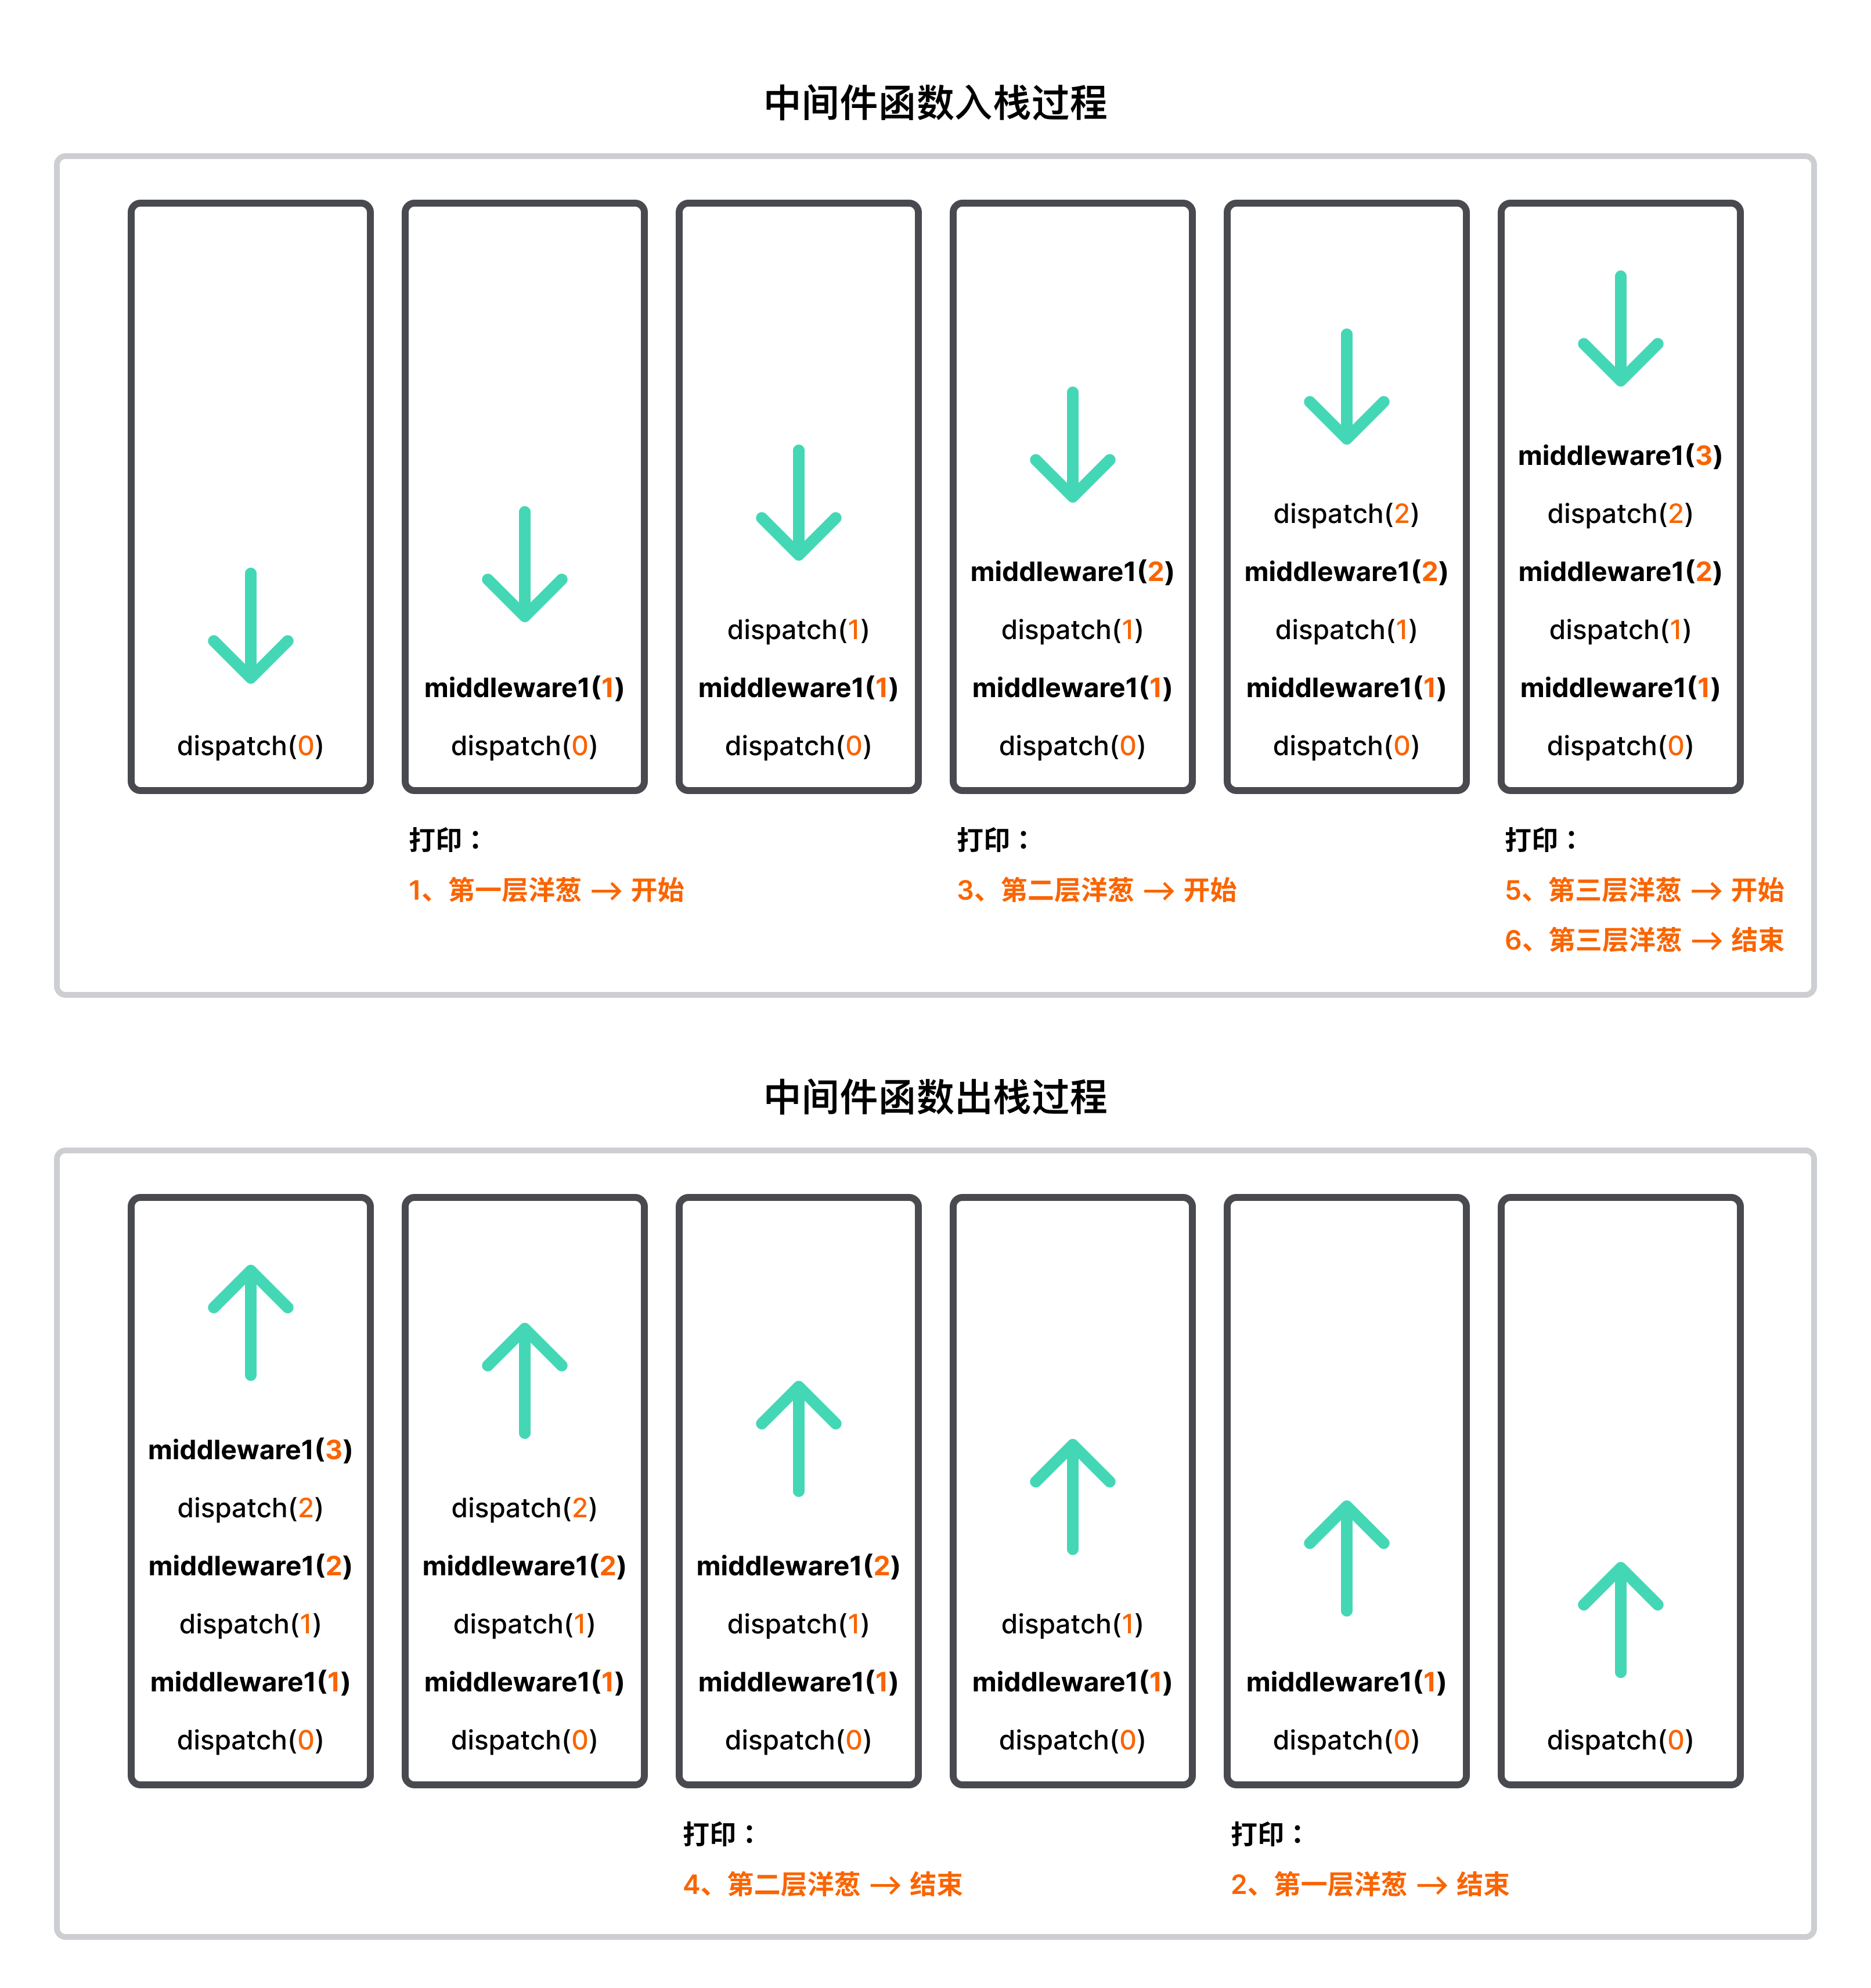 中间件函数入栈过程
dispatch(0)
middleware1(1)
dispatch(0)
dispatch(1)
middleware1(1)
dispatch(0)
middleware1(2)
dispatch(1)
middleware1(1)
dispatch(0)
dispatch(2)
middleware1(2)
dispatch(1)
middleware1(1)
dispatch(0)
middleware1(3)
dispatch(2)
middleware1(2)
dispatch(1)
middleware1(1)
dispatch(0)
打印：
1、第一层洋葱 —> 开始
打印：
3、第二层洋葱 —> 开始
打印：
5、第三层洋葱 —> 开始
6、第三层洋葱 —> 结束
中间件函数出栈过程
middleware1(3)
dispatch(2)
middleware1(2)
dispatch(1)
middleware1(1)
dispatch(0)
dispatch(2)
middleware1(2)
dispatch(1)
middleware1(1)
dispatch(0)
middleware1(2)
dispatch(1)
middleware1(1)
dispatch(0)
dispatch(1)
middleware1(1)
dispatch(0)
middleware1(1)
dispatch(0)
dispatch(0)
打印：
4、第二层洋葱 —> 结束
打印：
2、第一层洋葱 —> 结束